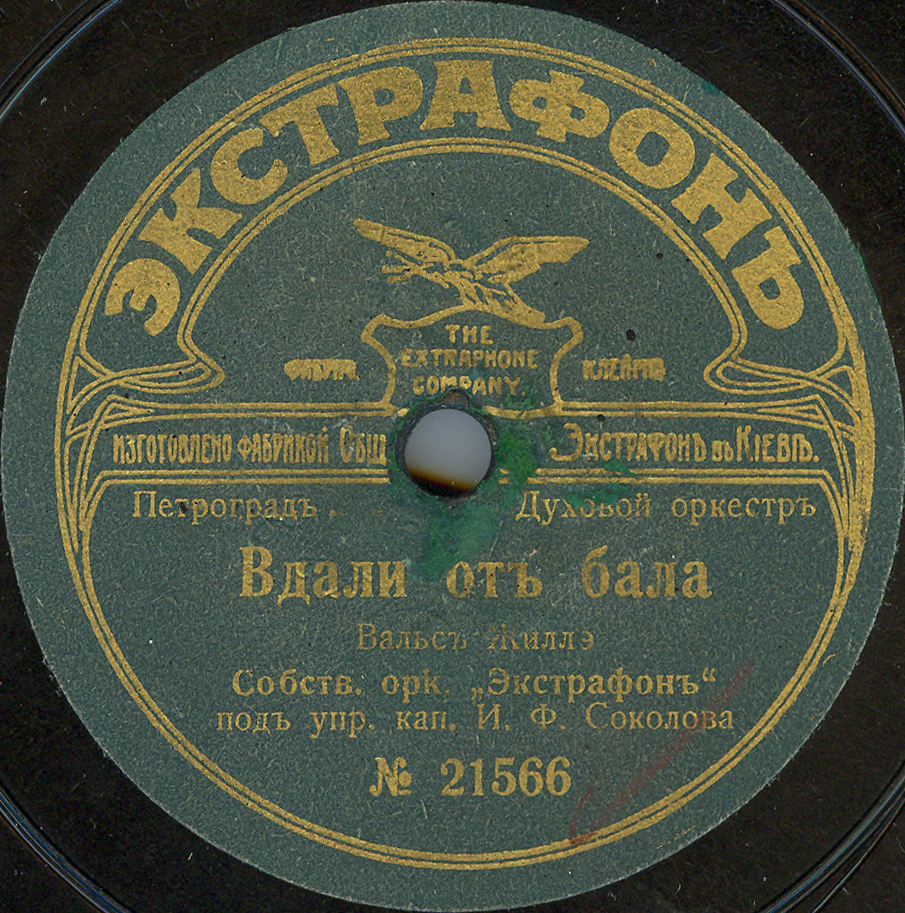 ЭКСТРАФОНЪ
THE
EXTRAPHONE
COMPANY
ФАБРИЧ. КЛЕЙМО
ИЗГОТОВЛЕНО ФАБРИКОЙ ОБЩ ЭКСТРАФОНЪ въ КІЕВѢ.
Петроградъ Духовой оркестръ
Вдали отъ бала
Вальсъ Жиллэ
Собств. орк. „Экстрафонъ“
подъ упр. кап. И. Ф. Соколова
№ 21566